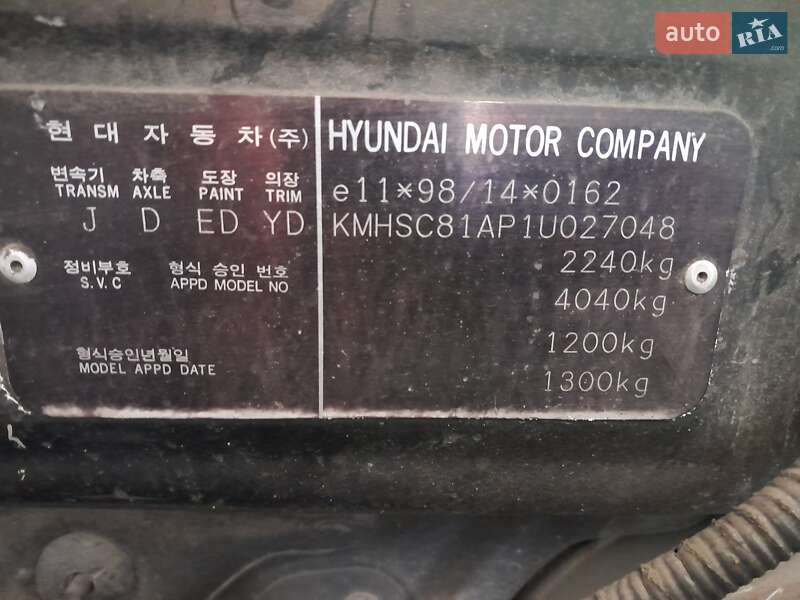 auto RIA.com
현대자동차(주) HYUNDAI MOTOR COMPANY
변속기 차축 도장 의장
TRANSM AXLE PAINT TRIM
e11*98/14*0162
J D ED YD
KMHSC81AP1U027048
정비부호 형식 승인 번호
S.V.C APPD MODEL NO
2240kg
4040kg
형식승인년월일
MODEL APPD DATE
1200kg
1300kg